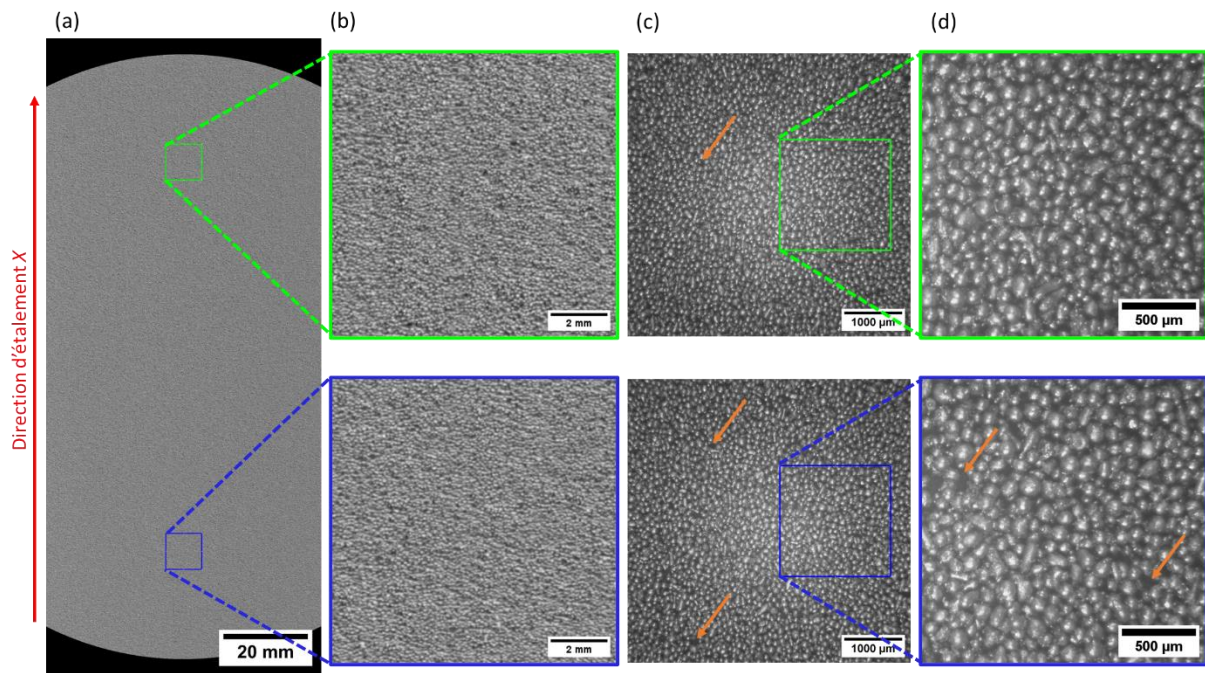 (a)
(b)
(c)
(d)
Direction d'étalement X
2 mm
1000 µm
500 µm
20 mm
2 mm
1000 µm
500 µm